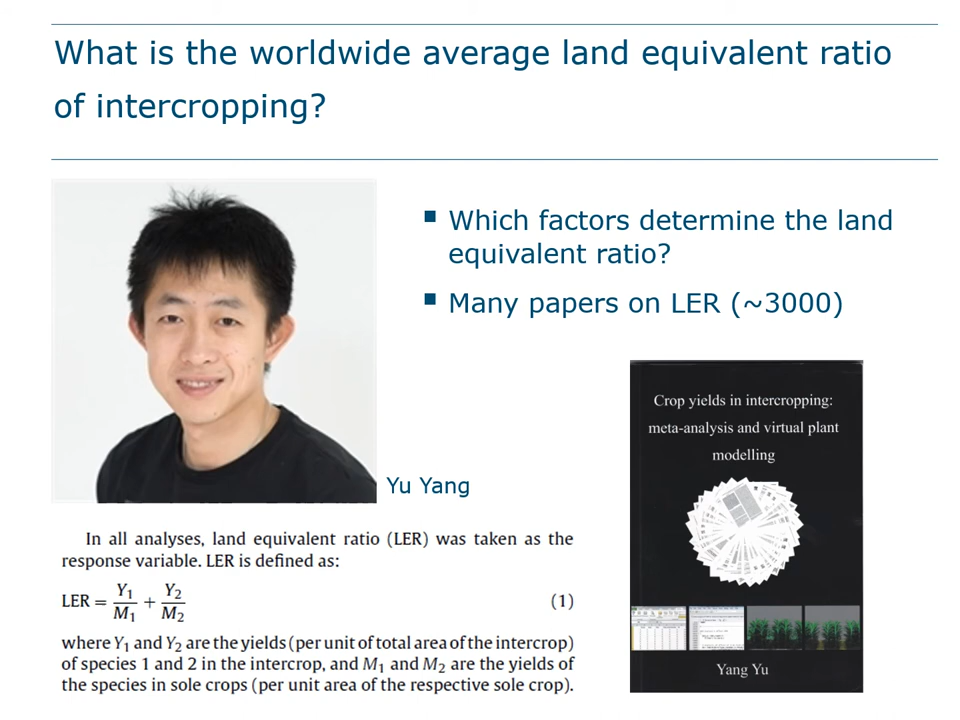 What is the worldwide average land equivalent ratio
of intercropping?
Which factors determine the land
equivalent ratio?
Many papers on LER (~3000)
Yu Yang
In all analyses, land equivalent ratio (LER) was taken as the
response variable. LER is defined as:
LER = Y₁/M₁ + Y₂/M₂ (1)
where Y₁ and Y₂ are the yields (per unit of total area of the intercrop)
of species 1 and 2 in the intercrop, and M₁ and M₂ are the yields of
the species in sole crops (per unit area of the respective sole crop).
Crop yields in intercropping:
meta-analysis and virtual plant
modelling
Yang Yu